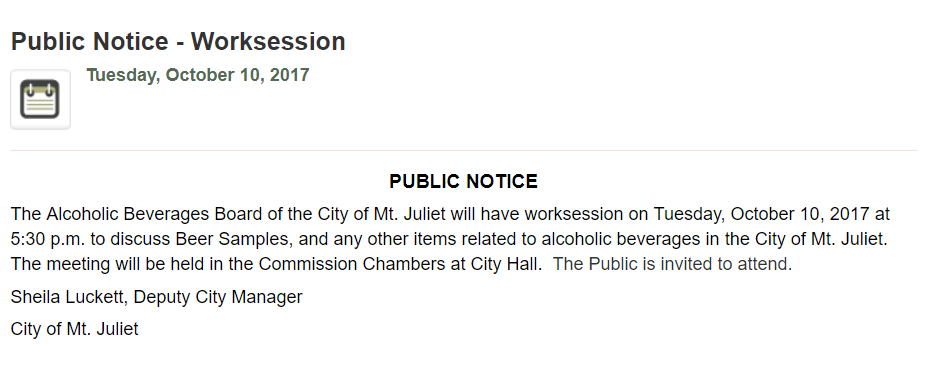 Public Notice - Worksession
Tuesday, October 10, 2017
PUBLIC NOTICE
The Alcoholic Beverages Board of the City of Mt. Juliet will have worksession on Tuesday, October 10, 2017 at
5:30 p.m. to discuss Beer Samples, and any other items related to alcoholic beverages in the City of Mt. Juliet.
The meeting will be held in the Commission Chambers at City Hall.  The Public is invited to attend.
Sheila Luckett, Deputy City Manager
City of Mt. Juliet